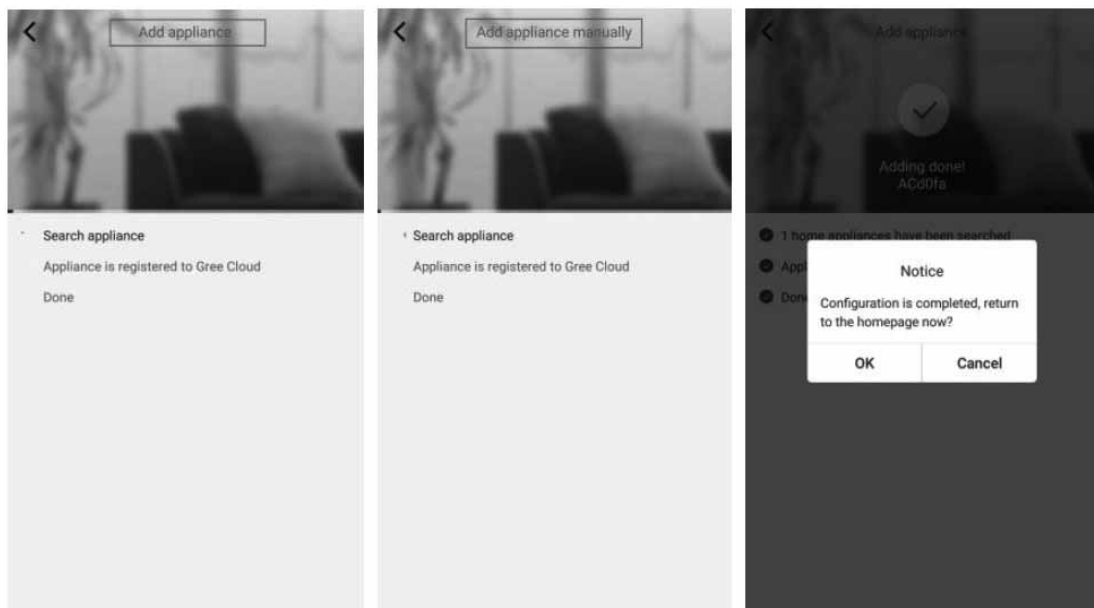 Add appliance
Search appliance
Appliance is registered to Gree Cloud
Done
Add appliance manually
Search appliance
Appliance is registered to Gree Cloud
Done
Add appliance
Adding done!
ACd0fa
1 home appliances have been searched
Notice
Configuration is completed, return
to the homepage now?
OK
Cancel